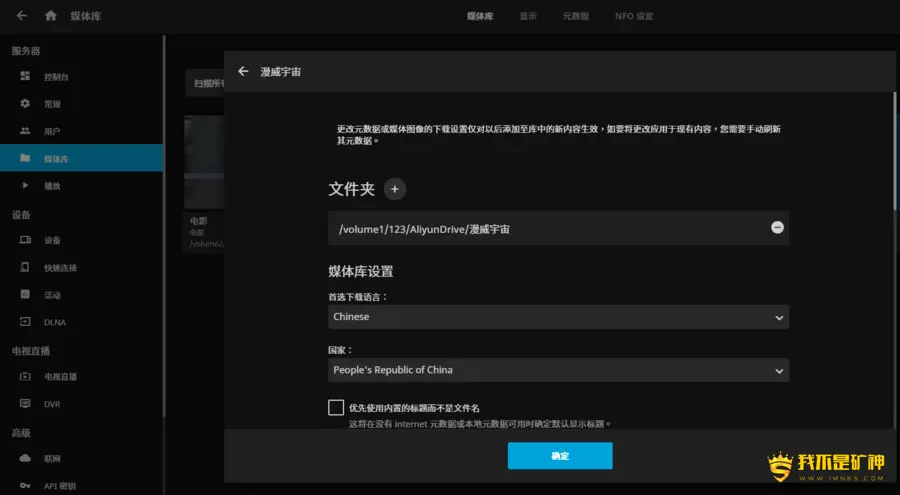 媒体库
媒体库 显示 元数据 NFO 设定
服务器
控制台
常规
用户
媒体库
播放
设备
设备
快速连接
活动
DLNA
电视直播
电视直播
DVR
高级
联网
API 密钥
扫描所有
电影
电影
/volume2/
漫威宇宙
更改元数据或媒体图像的下载设置仅对以后添加至库中的新内容生效，如要将更改应用于现有内容，您需要手动刷新
其元数据。
文件夹
/volume1/123/AliyunDrive/漫威宇宙
媒体库设置
首选下载语言：
Chinese
国家：
People's Republic of China
优先使用内置的标题而不是文件名
这将在没有 internet 元数据或本地元数据可用时确定默认显示标题。
确定
我不是矿神
WWW.IMNKS.COM